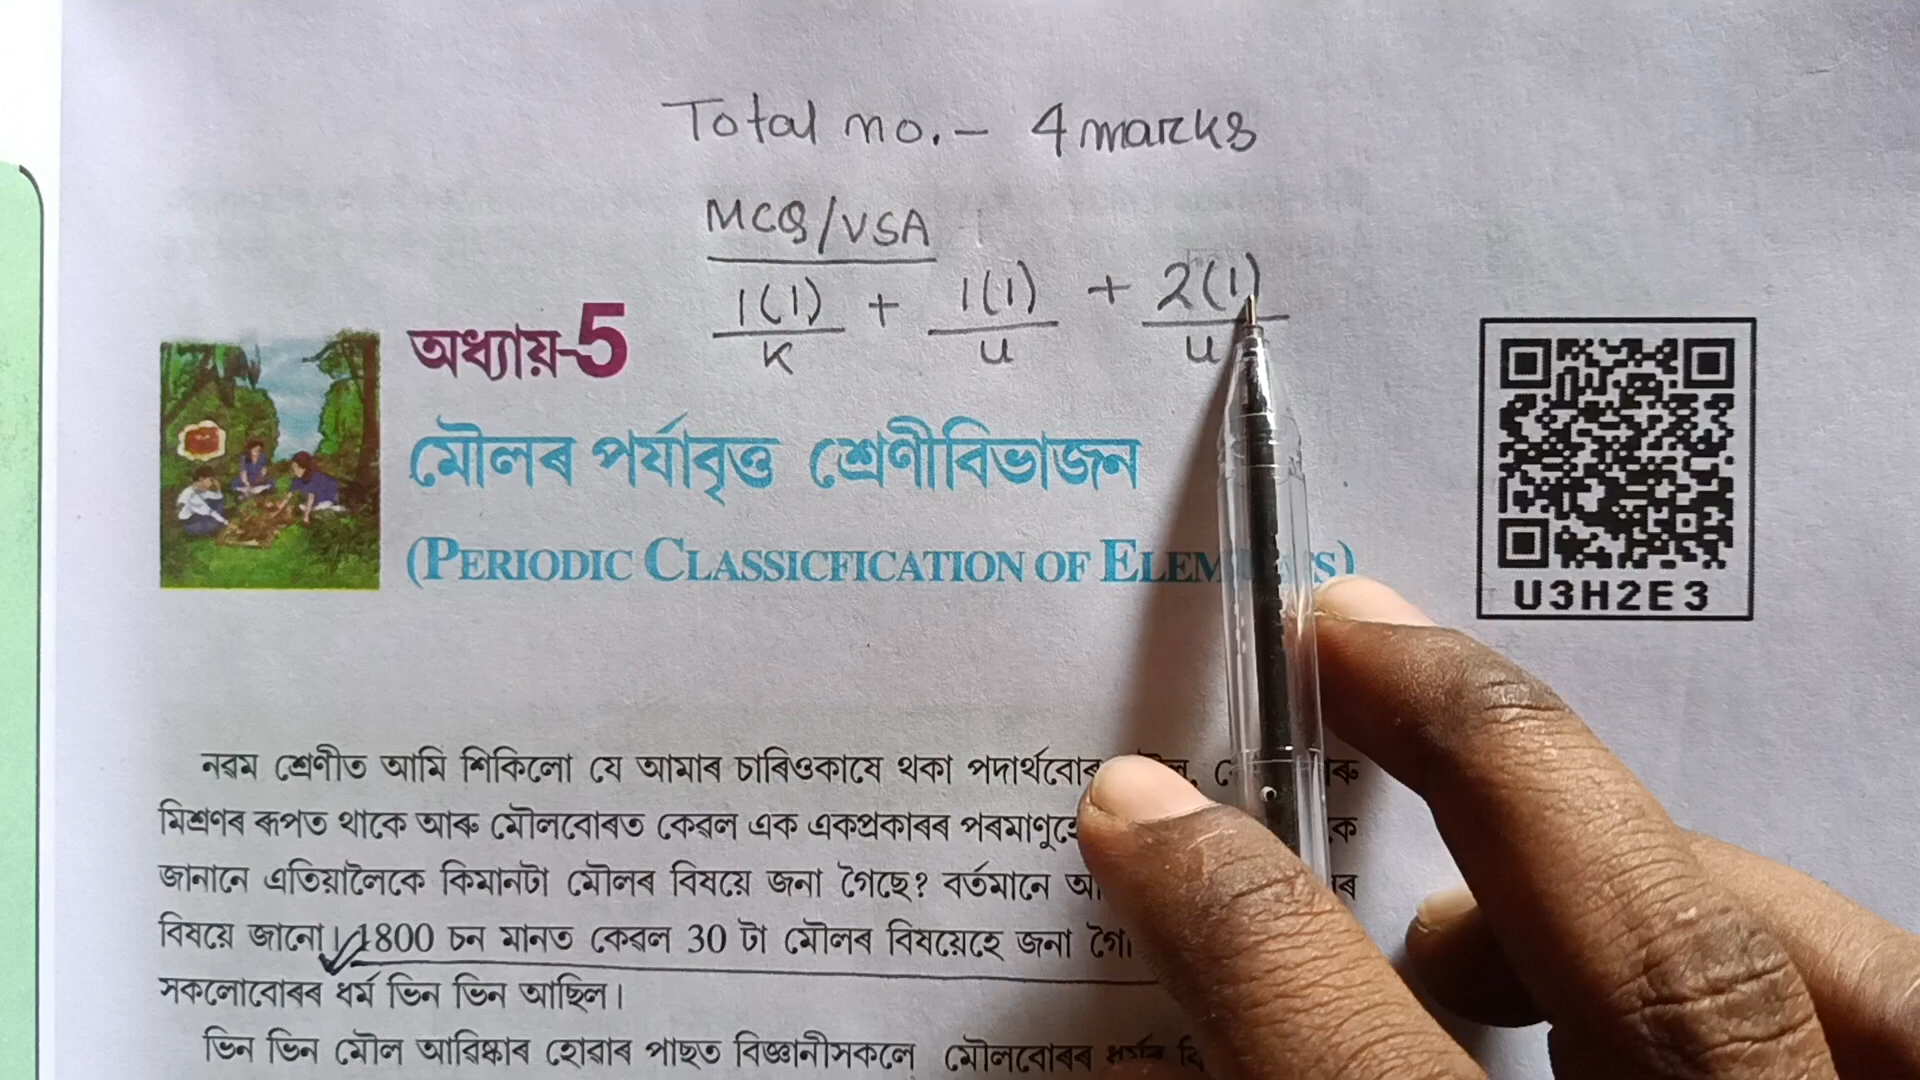 Total no. - 4 marks
MCQ/VSA
1(1) + 1(1) + 2(1)
K U U
অধ্যায়-5
মৌলৰ পৰ্যাবৃত্ত শ্ৰেণীবিভাজন
(PERIODIC CLASSICFICATION OF
U3H2E3
নৱম শ্ৰেণীত আমি শিকিলো যে আমাৰ চাৰিওকাষে থকা পদাৰ্থবোৰ
মিশ্ৰণৰ ৰূপত থাকে আৰু মৌলবোৰত কেৱল এক একপ্ৰকাৰৰ
জানানে এতিয়ালৈকে কিমানটা মৌলৰ বিষয়ে জনা গৈছে? বৰ্তমানে
বিষয়ে জানো। 1800 চন মানত কেৱল 30 টা মৌলৰ বিষয়েহে জনা
সকলোবোৰৰ ধৰ্ম ভিন ভিন আছিল।
ভিন ভিন মৌল আৱিষ্কাৰ হোৱাৰ পাছত বিজ্ঞানীসকলে মৌলবোৰৰ